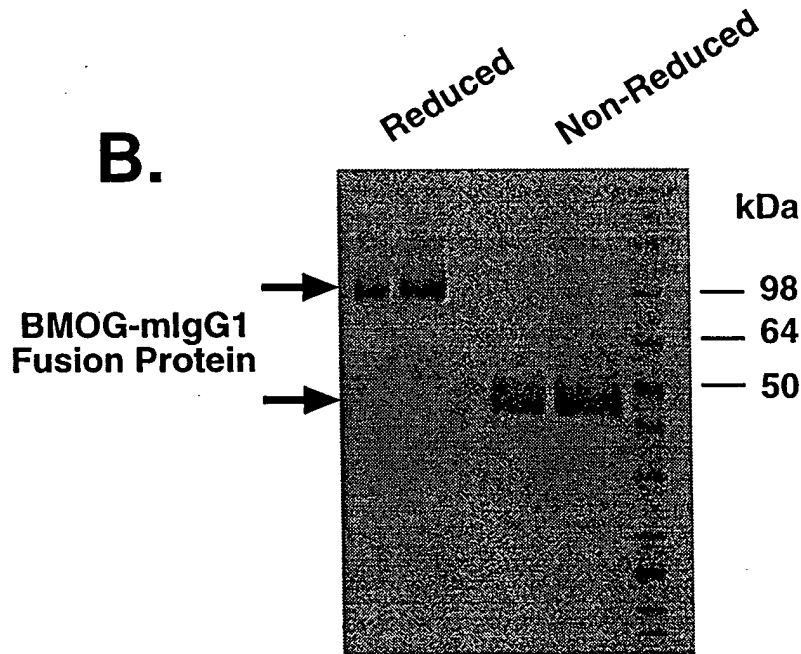 Reduced
Non-Reduced
B.
kDa
98
BMOG-mIgG1
Fusion Protein
64
50